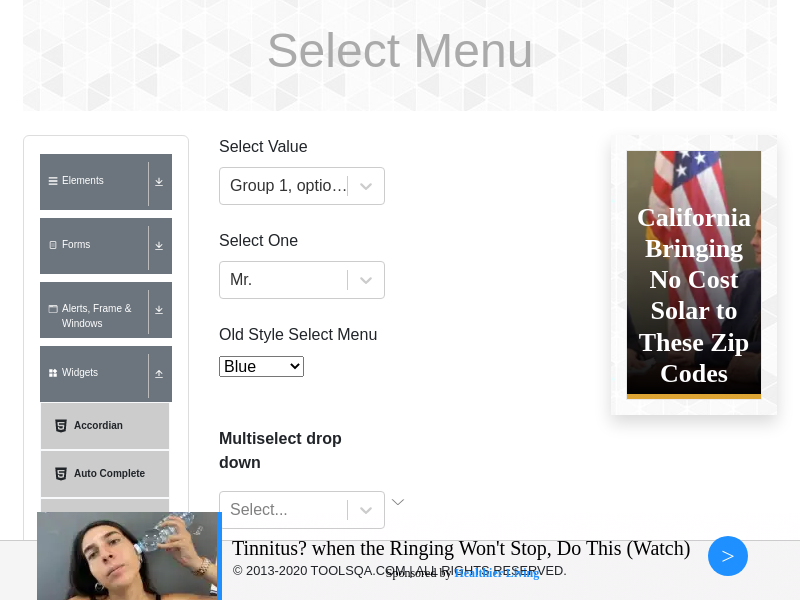 Select Menu
Elements
Forms
Alerts, Frame &
Windows
Widgets
Accordian
Auto Complete
Select Value
Group 1, optio...
Select One
Mr.
Old Style Select Menu
Blue
Multiselect drop
down
Select...
California
Bringing
No Cost
Solar to
These Zip
Codes
Tinnitus? when the Ringing Won't Stop, Do This (Watch)
© 2013-2020 TOOLSQA.COM | ALL RIGHTS RESERVED.
Sponsored by Healthier Living
>